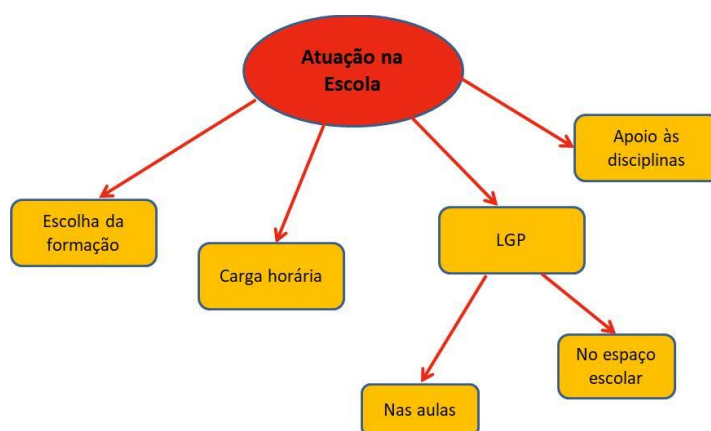 Atuação na
Escola
Apoio às
disciplinas
Escolha da
formação
LGP
Carga horária
No espaço
escolar
Nas aulas